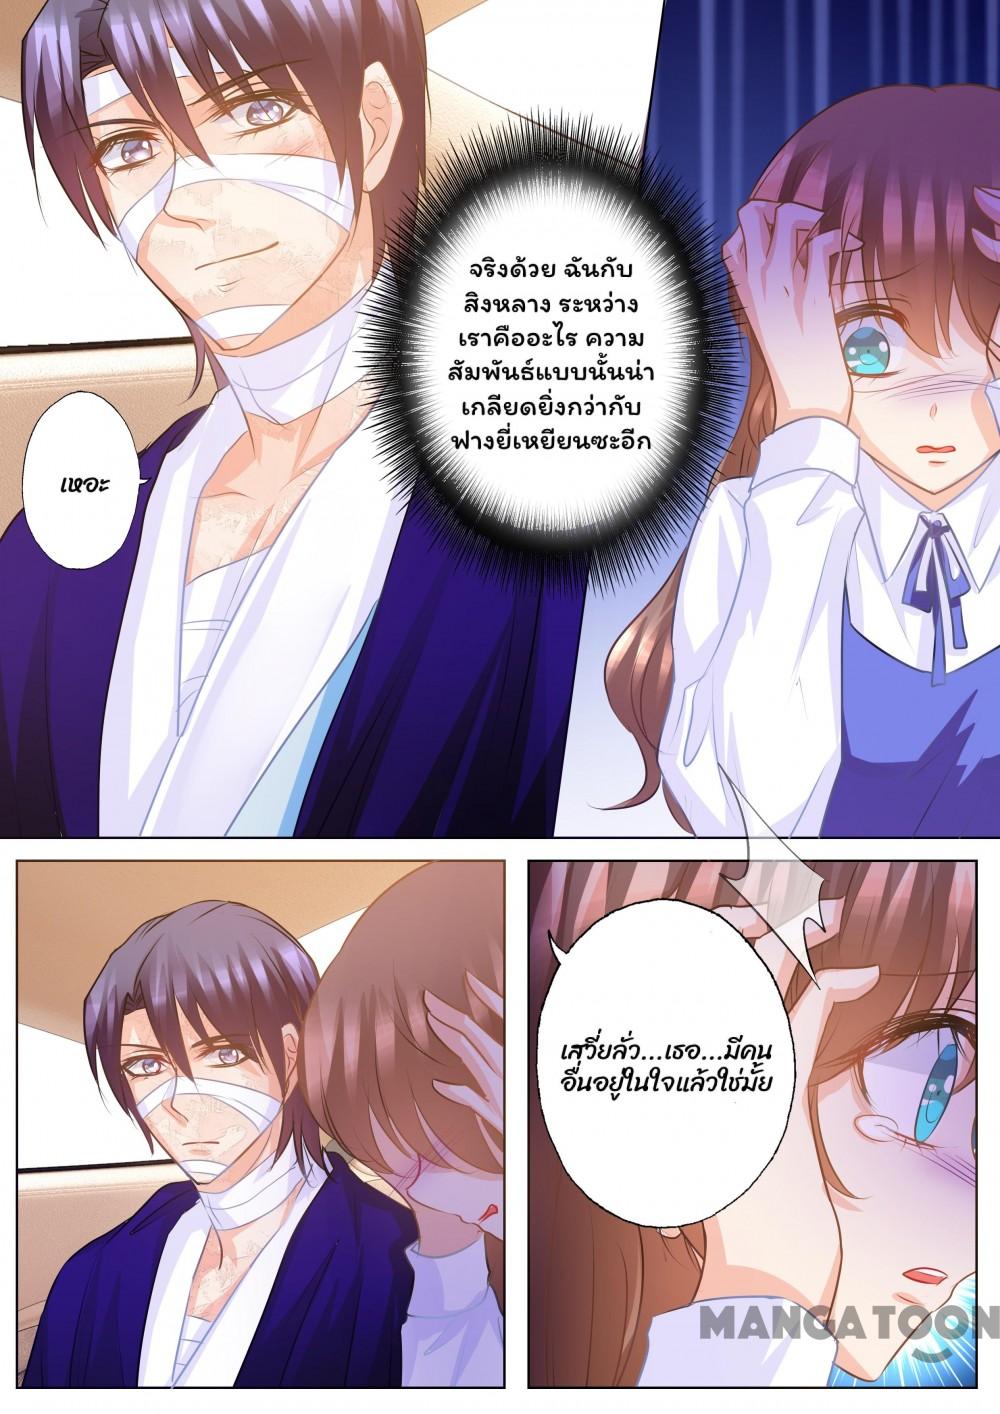 จริงด้วย ฉันกับ
สิงหลาง ระหว่าง
เราคืออะไร ความ
สัมพันธ์แบบนั้นน่า
เกลียดยิ่งกว่ากับ
ฟางยี่เหยียนซะอีก
เหอะ
เสวี่ยลั่ว...เธอ...มีคน
อื่นอยู่ในใจแล้วใช่มั้ย
MANGATOON